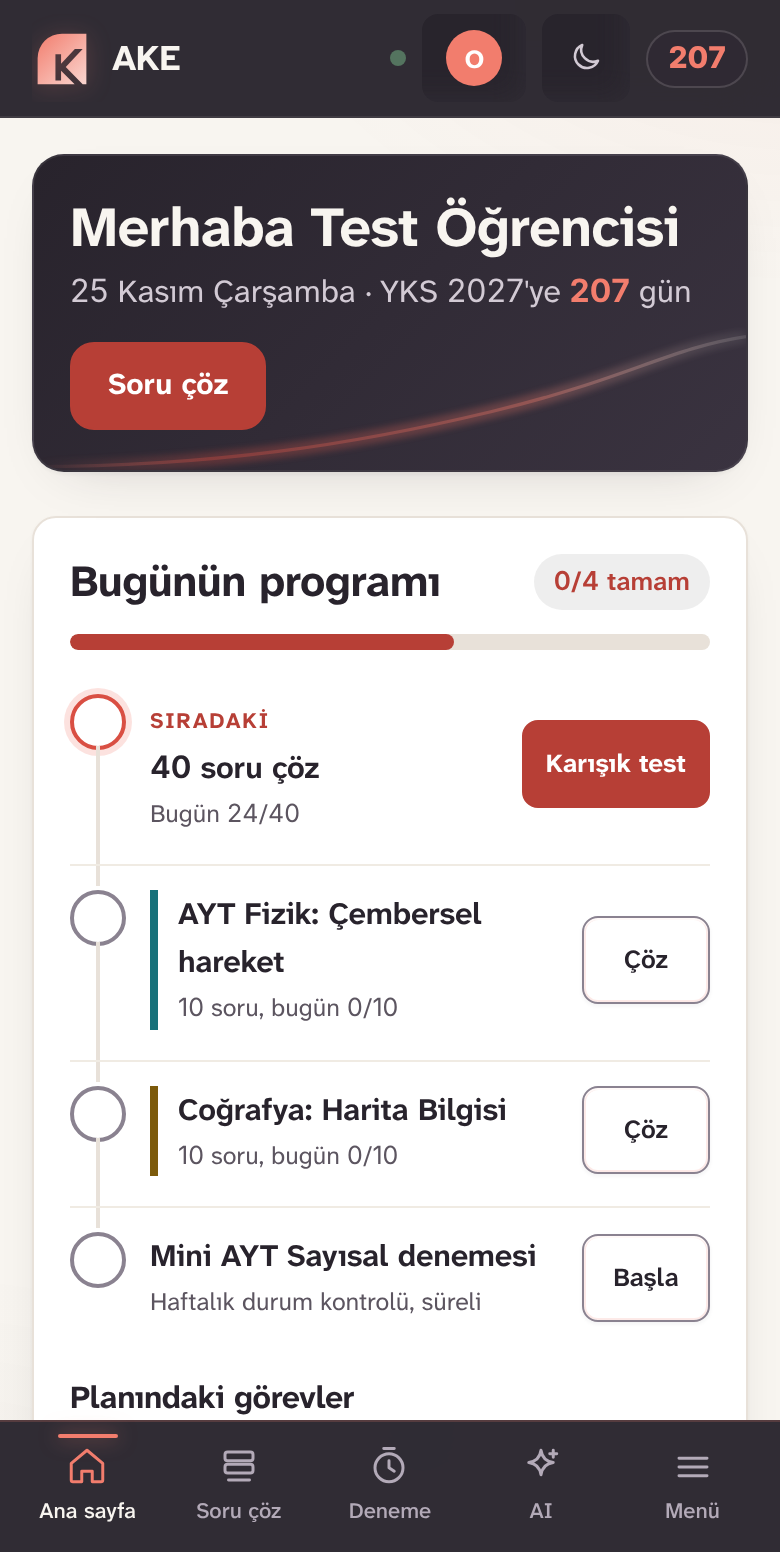 AKE
O
207
Merhaba Test Öğrencisi
25 Kasım Çarşamba · YKS 2027'ye 207 gün
Soru çöz
Bugünün programı
0/4 tamam
SIRADAKİ
40 soru çöz
Bugün 24/40
Karışık test
AYT Fizik: Çembersel
hareket
10 soru, bugün 0/10
Çöz
Coğrafya: Harita Bilgisi
10 soru, bugün 0/10
Çöz
Mini AYT Sayısal denemesi
Haftalık durum kontrolü, süreli
Başla
Planındaki görevler
Ana sayfa
Soru çöz
Deneme
AI
Menü